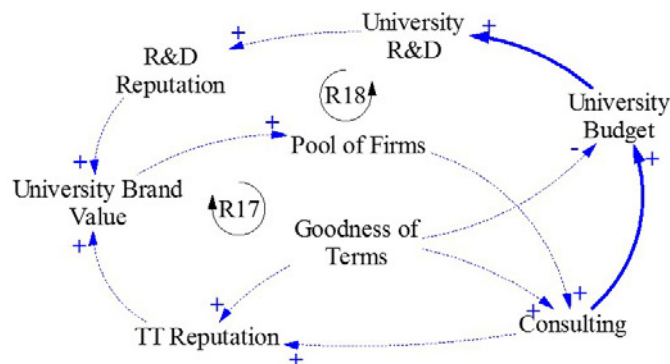 University
R&D
R&D
Reputation
R18
University
Budget
Pool of Firms
University Brand
Value
R17
Goodness of
Terms
TT Reputation
Consulting
+
+
+
+
+
+
+
+
+
+
+
-